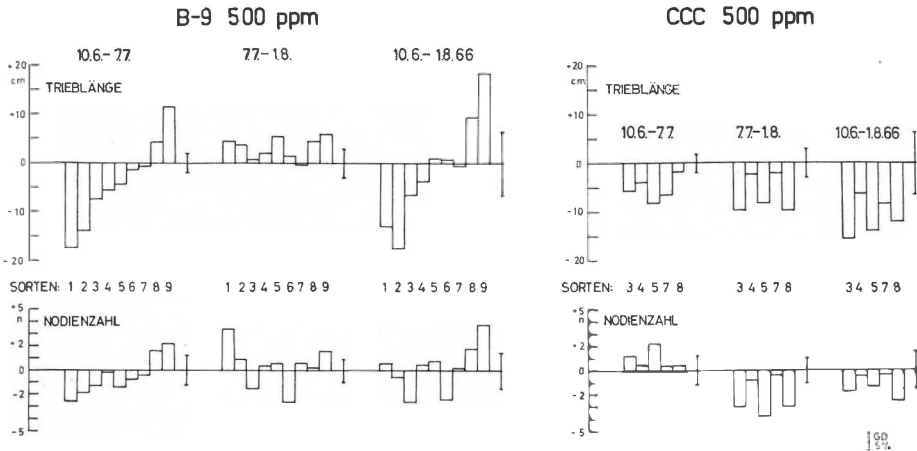 B-9 500 ppm
10.6.-7.7.
7.7.-1.8.
10.6.-1.8.66
+20
cm
TRIEBLÄNGE
+10
0
-10
-20
SORTEN: 1 2 3 4 5 6 7 8 9
1 2 3 4 5 6 7 8 9
1 2 3 4 5 6 7 8 9
+5
n
NODIENZAHL
+2
0
-2
-5
CCC 500 ppm
+20
cm
TRIEBLÄNGE
10.6.-7.7.
7.7.-1.8.
10.6.-1.8.66
+10
0
-10
-20
SORTEN: 3 4 5 7 8
3 4 5 7 8
3 4 5 7 8
+5
n
NODIENZAHL
+2
0
-2
-5
GD
5%